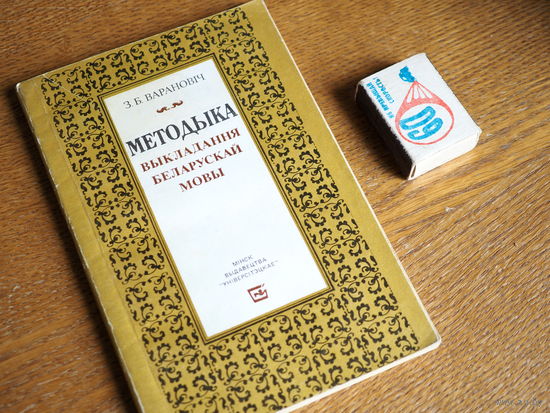 З. Б. ВАРАНОВІЧ
МЕТОДЫКА
ВЫКЛАДАННЯ
БЕЛАРУСКАЙ
МОВЫ
МІНСК
ВЫДАВЕЦТВА
"УНІВЕРСІТЭЦКАЕ"
60